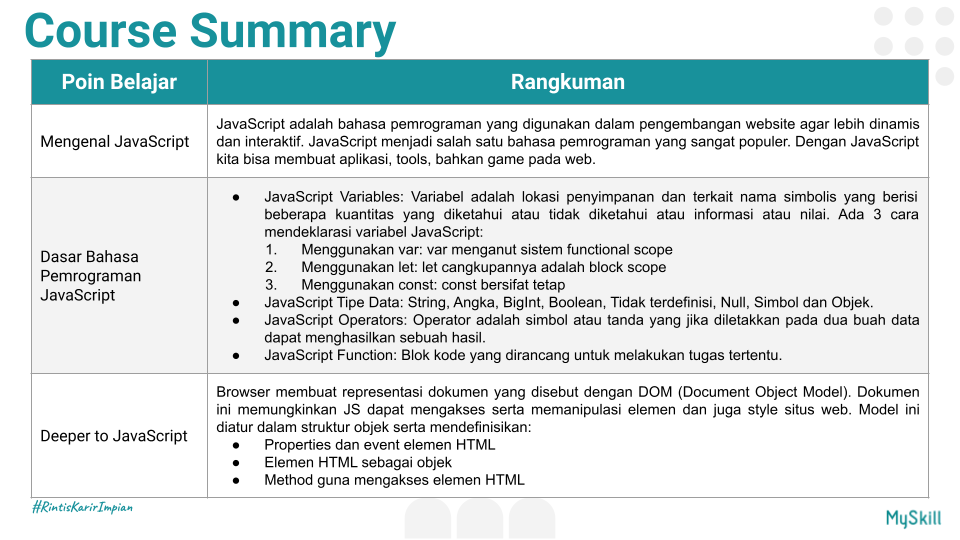 Course Summary
Poin Belajar
Rangkuman
Mengenal JavaScript
JavaScript adalah bahasa pemrograman yang digunakan dalam pengembangan website agar lebih dinamis
dan interaktif. JavaScript menjadi salah satu bahasa pemrograman yang sangat populer. Dengan JavaScript
kita bisa membuat aplikasi, tools, bahkan game pada web.
Dasar Bahasa
Pemrograman
JavaScript
● JavaScript Variables: Variabel adalah lokasi penyimpanan dan terkait nama simbolis yang berisi
beberapa kuantitas yang diketahui atau tidak diketahui atau informasi atau nilai. Ada 3 cara
mendeklarasi variabel JavaScript:
1. Menggunakan var: var menganut sistem functional scope
2. Menggunakan let: let cangkupannya adalah block scope
3. Menggunakan const: const bersifat tetap
● JavaScript Tipe Data: String, Angka, BigInt, Boolean, Tidak terdefinisi, Null, Simbol dan Objek.
● JavaScript Operators: Operator adalah simbol atau tanda yang jika diletakkan pada dua buah data
dapat menghasilkan sebuah hasil.
● JavaScript Function: Blok kode yang dirancang untuk melakukan tugas tertentu.
Deeper to JavaScript
Browser membuat representasi dokumen yang disebut dengan DOM (Document Object Model). Dokumen
ini memungkinkan JS dapat mengakses serta memanipulasi elemen dan juga style situs web. Model ini
diatur dalam struktur objek serta mendefinisikan:
● Properties dan event elemen HTML
● Elemen HTML sebagai objek
● Method guna mengakses elemen HTML
#RintisKarirImpian
MySkill